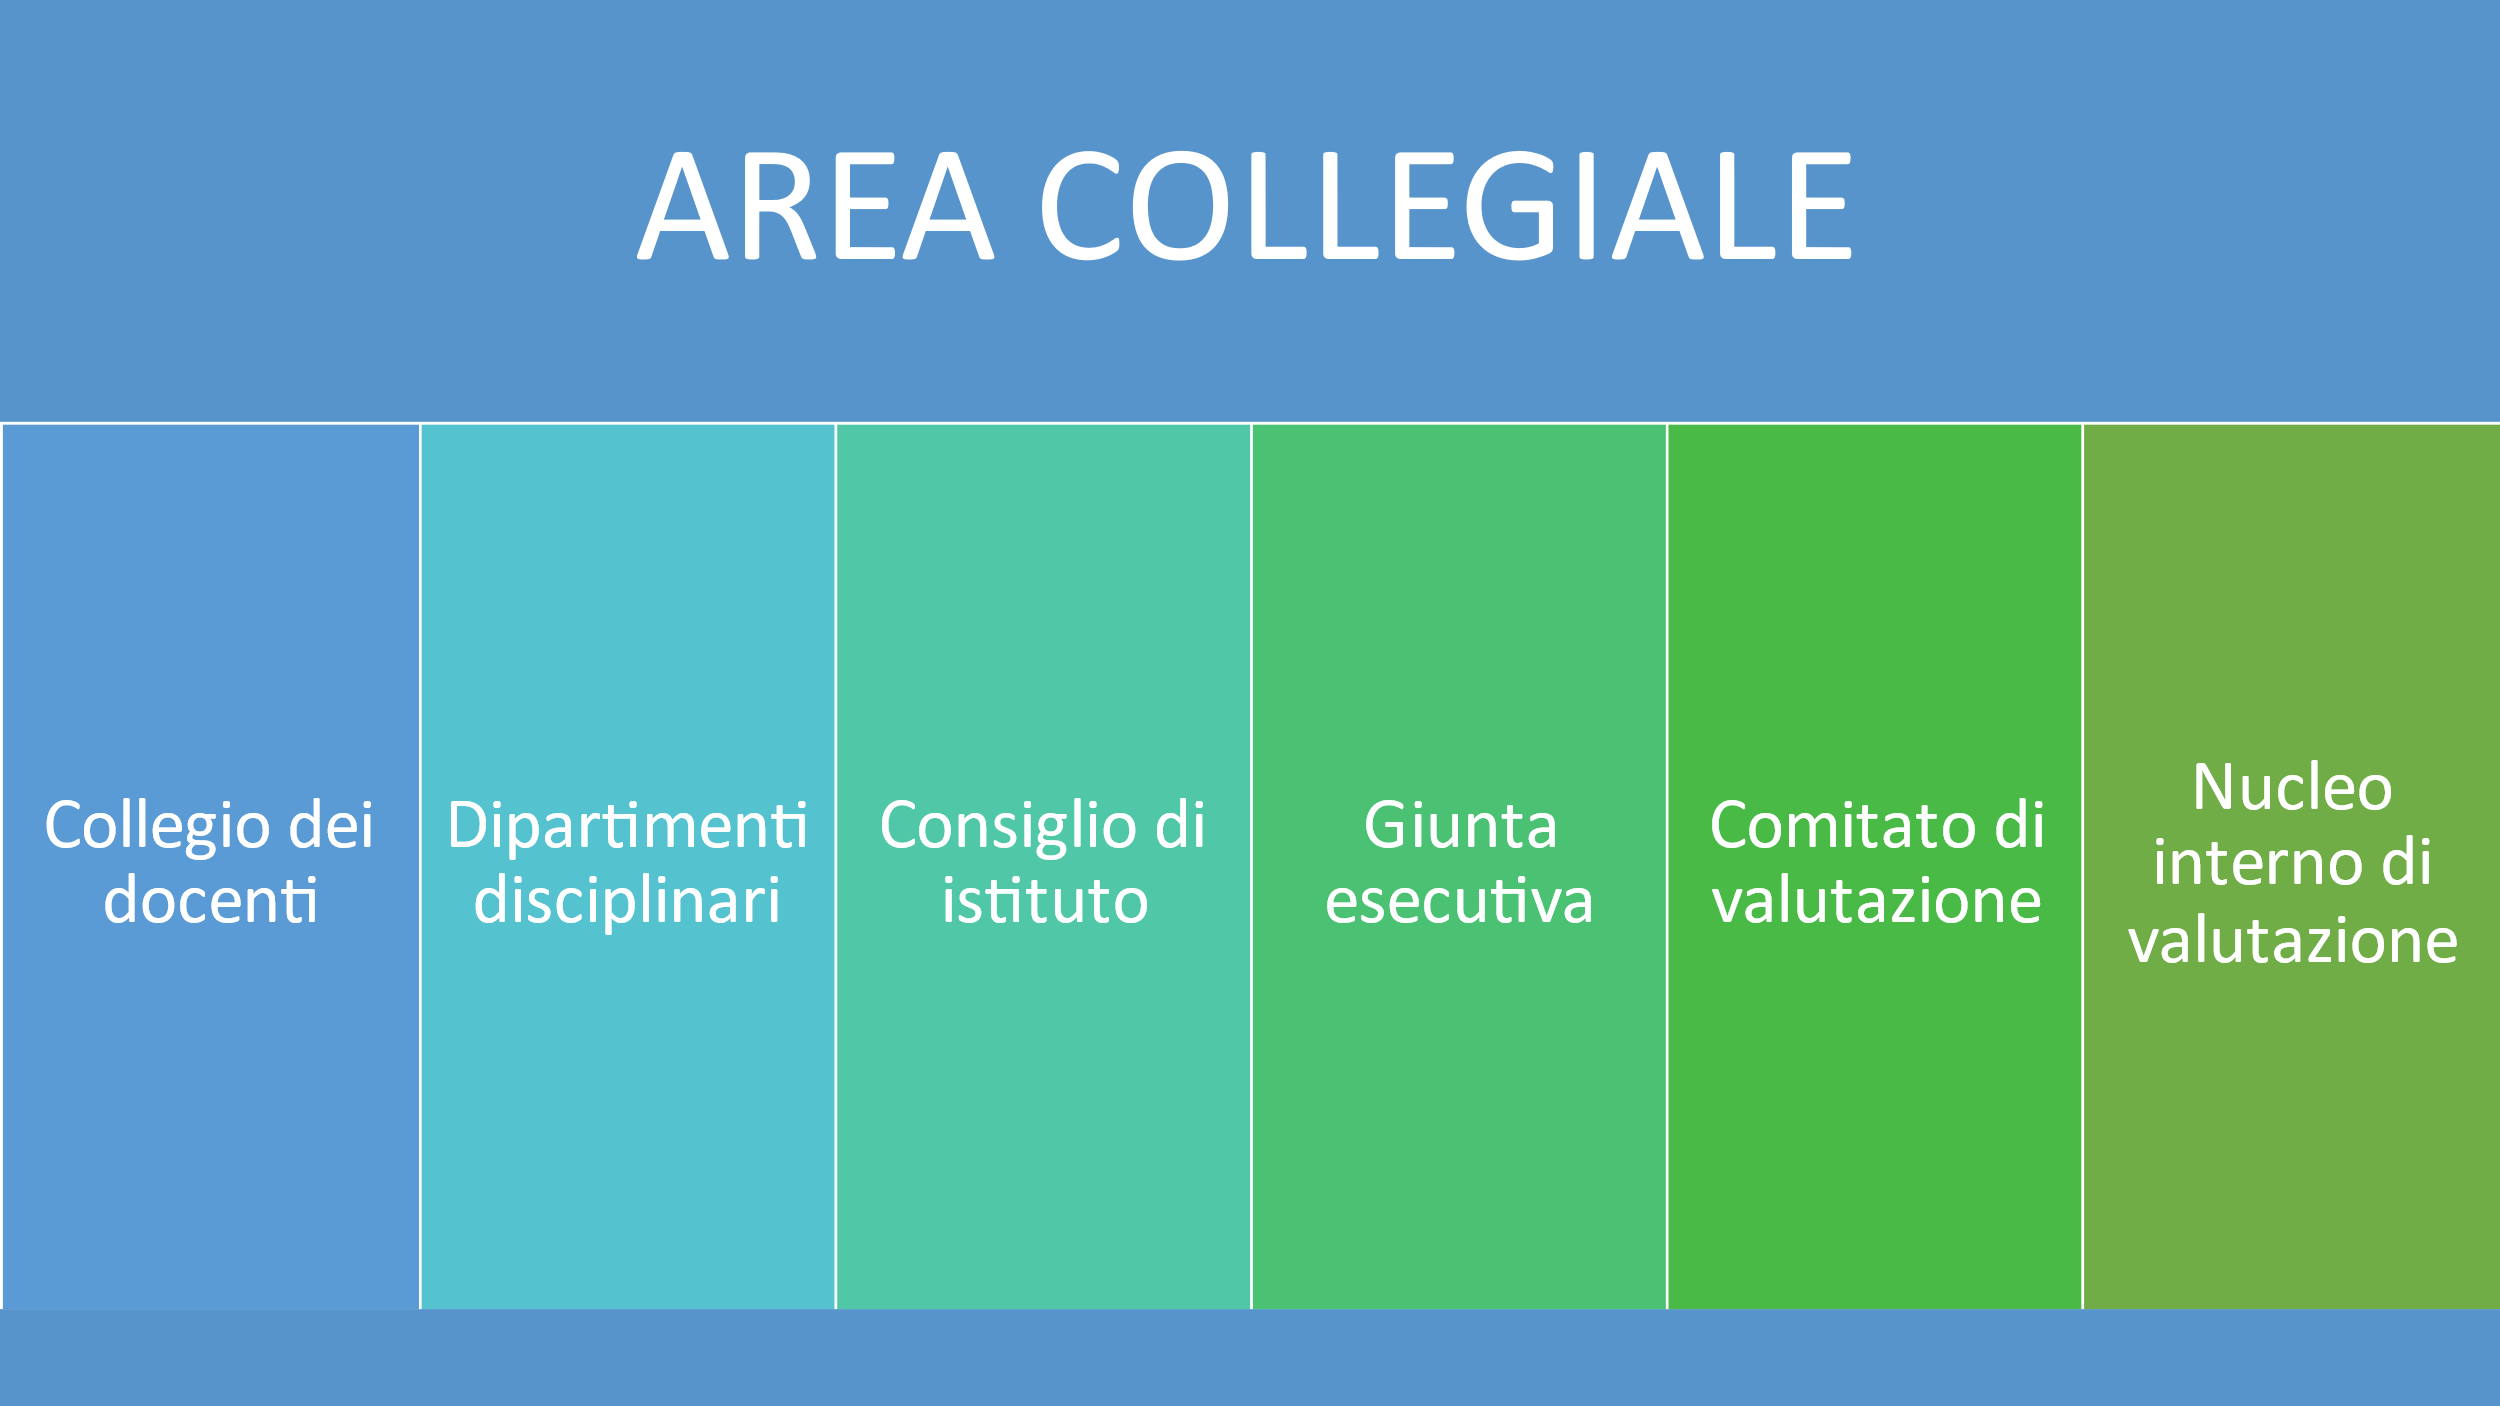 AREA COLLEGIALE
Collegio dei
docenti
Dipartimenti
disciplinari
Consiglio di
istituto
Giunta
esecutiva
Comitato di
valutazione
Nucleo
interno di
valutazione